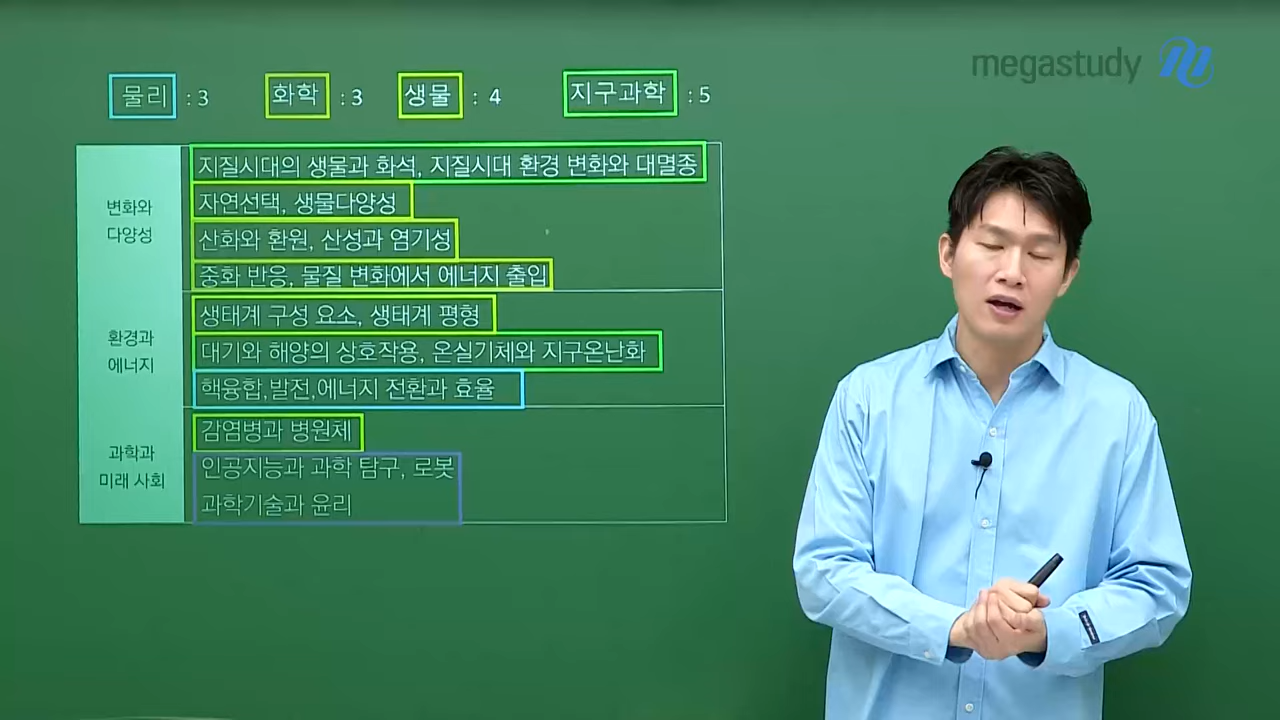 megastudy
물리 : 3 화학 : 3 생물 : 4 지구과학 : 5
변화와
다양성
지질시대의 생물과 화석, 지질시대 환경 변화와 대멸종
자연선택, 생물다양성
산화와 환원, 산성과 염기성
중화 반응, 물질 변화에서 에너지 출입
환경과
에너지
생태계 구성 요소, 생태계 평형
대기와 해양의 상호작용, 온실기체와 지구온난화
핵융합,발전,에너지 전환과 효율
과학과
미래 사회
감염병과 병원체
인공지능과 과학 탐구, 로봇
과학기술과 윤리